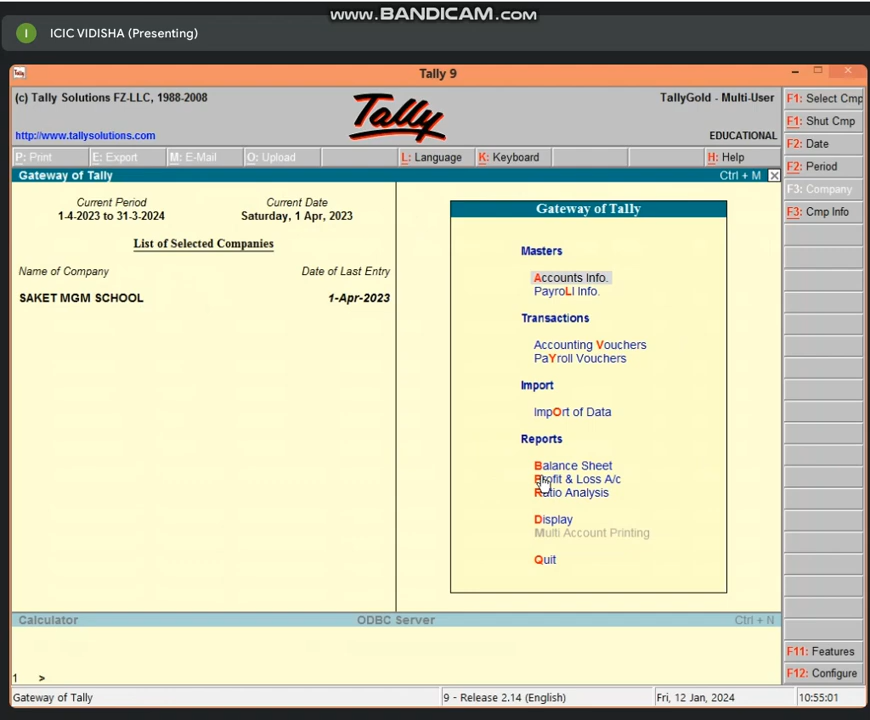 www.BANDICAM.com
I ICIC VIDISHA (Presenting)
Tally Tally 9
(c) Tally Solutions FZ-LLC, 1988-2008
Tally
TallyGold - Multi-User
http://www.tallysolutions.com
EDUCATIONAL
P: Print E: Export M: E-Mail O: Upload L: Language K: Keyboard H: Help
Gateway of Tally Ctrl + M
Current Period Current Date
1-4-2023 to 31-3-2024 Saturday, 1 Apr, 2023
List of Selected Companies
Name of Company Date of Last Entry
SAKET MGM SCHOOL 1-Apr-2023
Gateway of Tally
Masters
Accounts Info.
PayroLl Info.
Transactions
Accounting Vouchers
PaYroll Vouchers
Import
ImpOrt of Data
Reports
Balance Sheet
Profit & Loss A/c
Ratio Analysis
Display
Multi Account Printing
Quit
F1: Select Cmp
F1: Shut Cmp
F2: Date
F2: Period
F3: Company
F3: Cmp Info
F11: Features
F12: Configure
Calculator ODBC Server Ctrl + N
1 >
Gateway of Tally 9 - Release 2.14 (English) Fri, 12 Jan, 2024 10:55:01